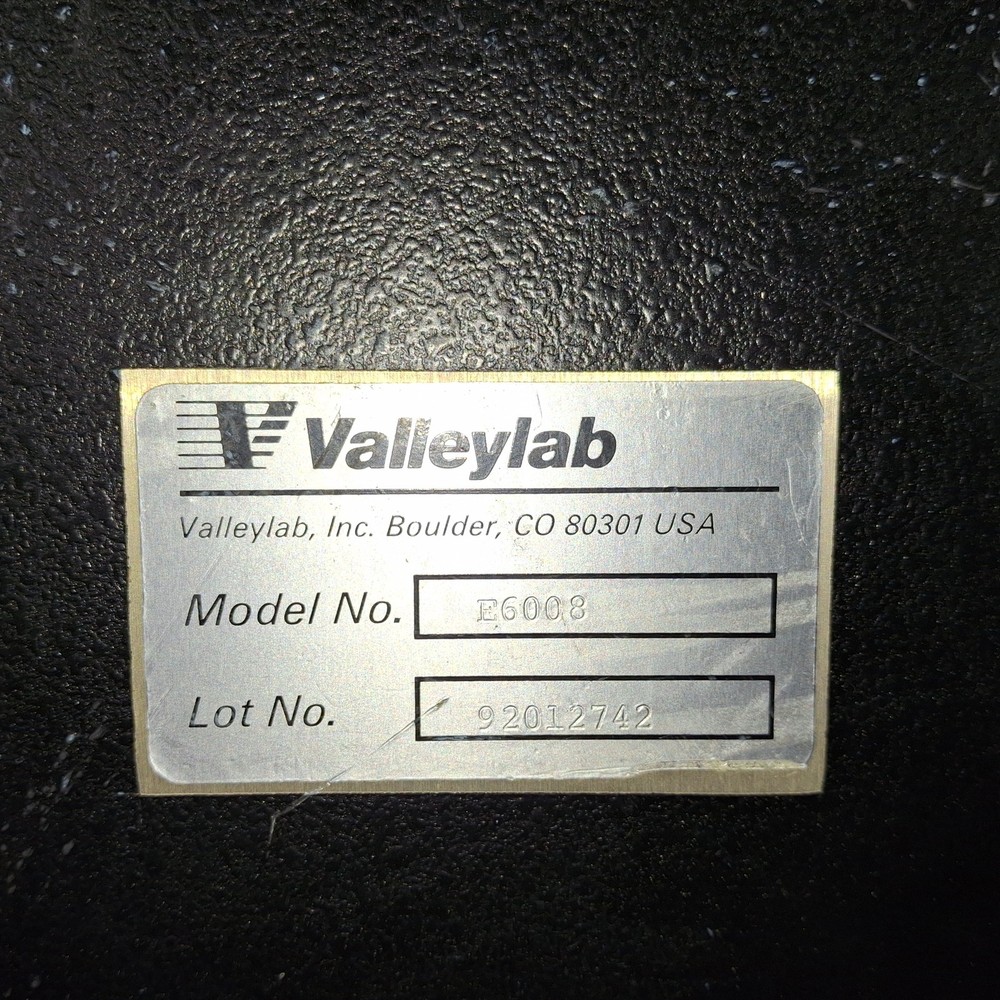 Valleylab
Valleylab, Inc. Boulder, CO 80301 USA
Model No. E6008
Lot No. 92012742